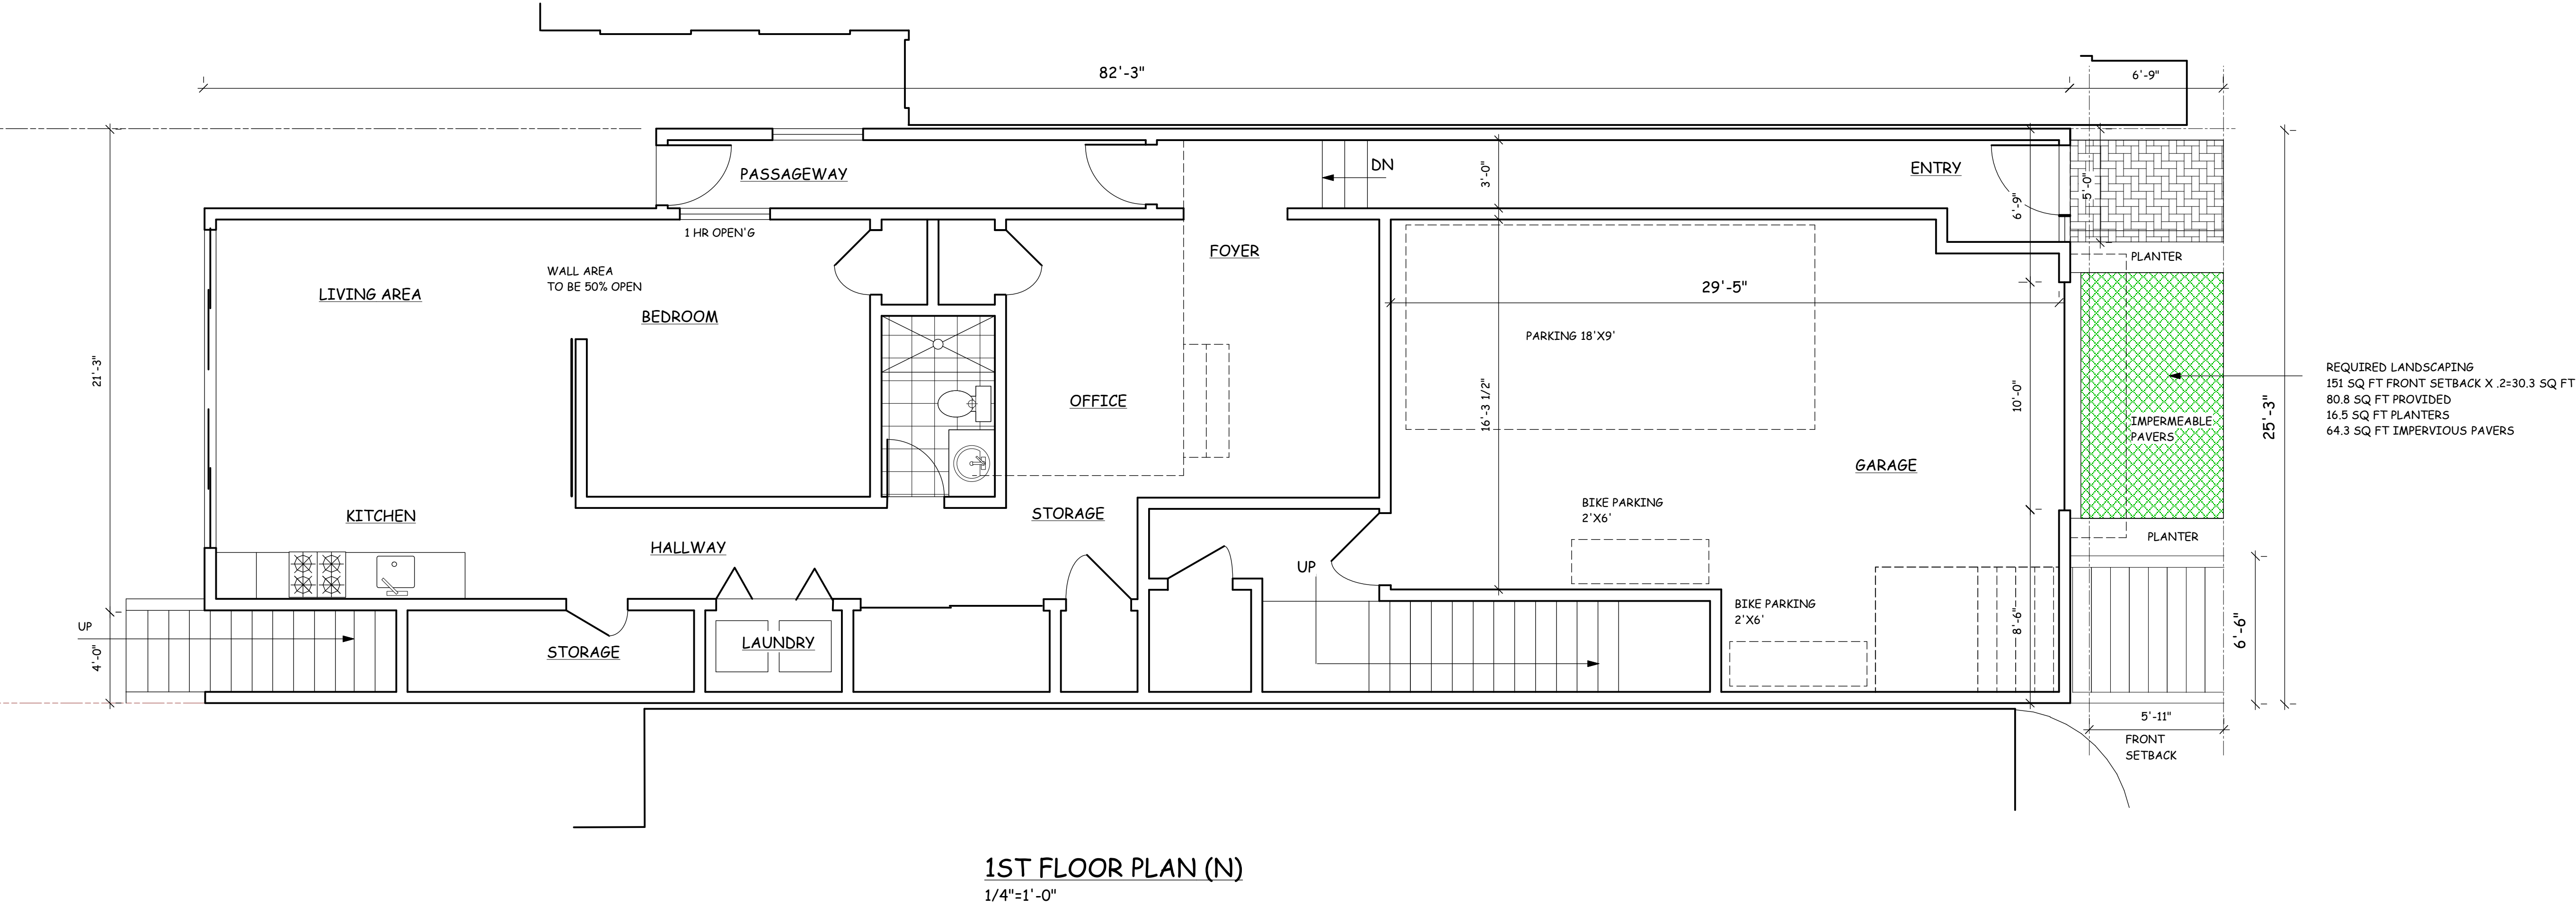 82'-3"
6'-9"
PASSAGEWAY
DN
3'-0"
ENTRY
6'-9"
5'-0"
1 HR OPEN'G
FOYER
PLANTER
WALL AREA
TO BE 50% OPEN
LIVING AREA
BEDROOM
29'-5"
PARKING 18'X9'
21'-3"
OFFICE
16'-3 1/2"
10'-0"
REQUIRED LANDSCAPING
151 SQ FT FRONT SETBACK X .2=30.3 SQ FT
80.8 SQ FT PROVIDED
16.5 SQ FT PLANTERS
64.3 SQ FT IMPERVIOUS PAVERS
IMPERMEABLE
PAVERS
25'-3"
GARAGE
KITCHEN
STORAGE
BIKE PARKING
2'X6'
HALLWAY
UP
PLANTER
BIKE PARKING
2'X6'
UP
4'-0"
STORAGE
LAUNDRY
8'-6"
6'-6"
5'-11"
FRONT
SETBACK
1ST FLOOR PLAN (N)
1/4"=1'-0"